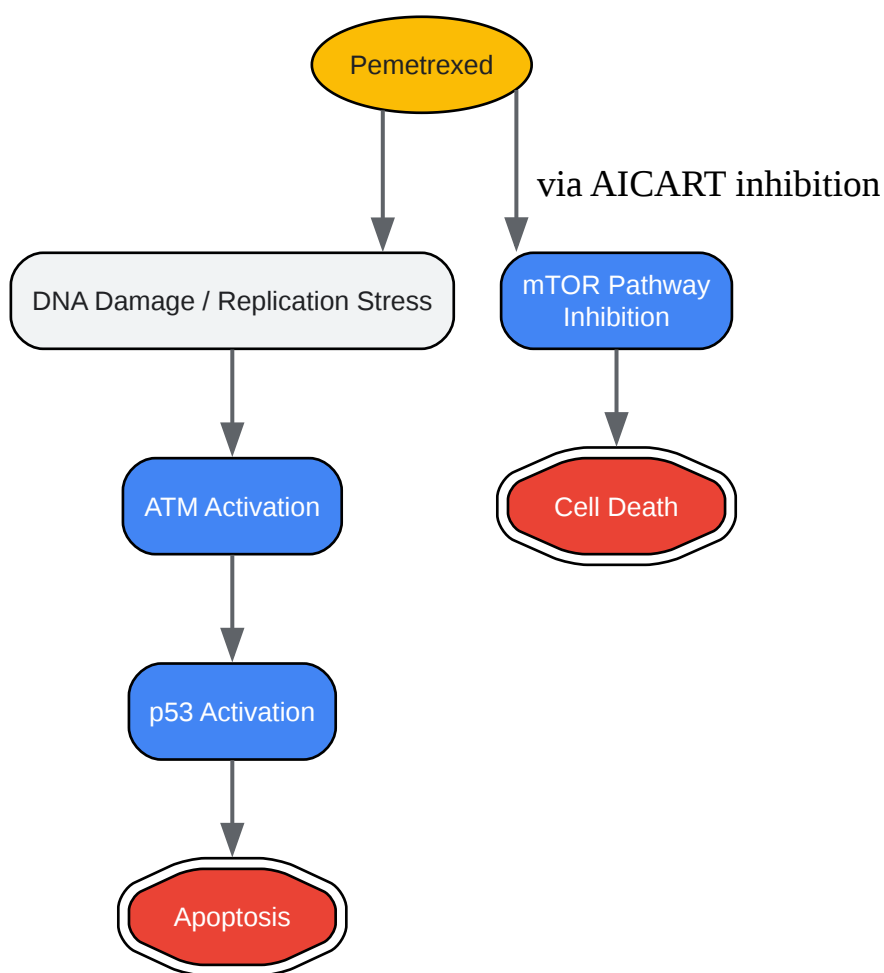 Pemetrexed
via AICART inhibition
DNA Damage / Replication Stress
mTOR Pathway
Inhibition
ATM Activation
Cell Death
p53 Activation
Apoptosis